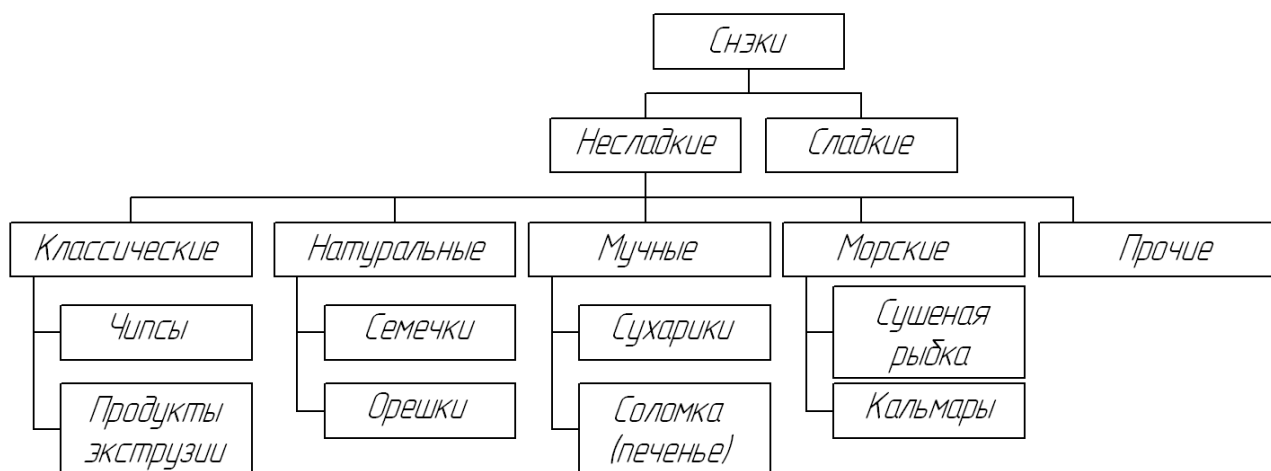 Снэки
Несладкие
Сладкие
Классические
Натуральные
Мучные
Морские
Прочие
Чипсы
Семечки
Сухарики
Сушеная
рыбка
Продукты
экструзии
Орешки
Соломка
(печенье)
Кальмары